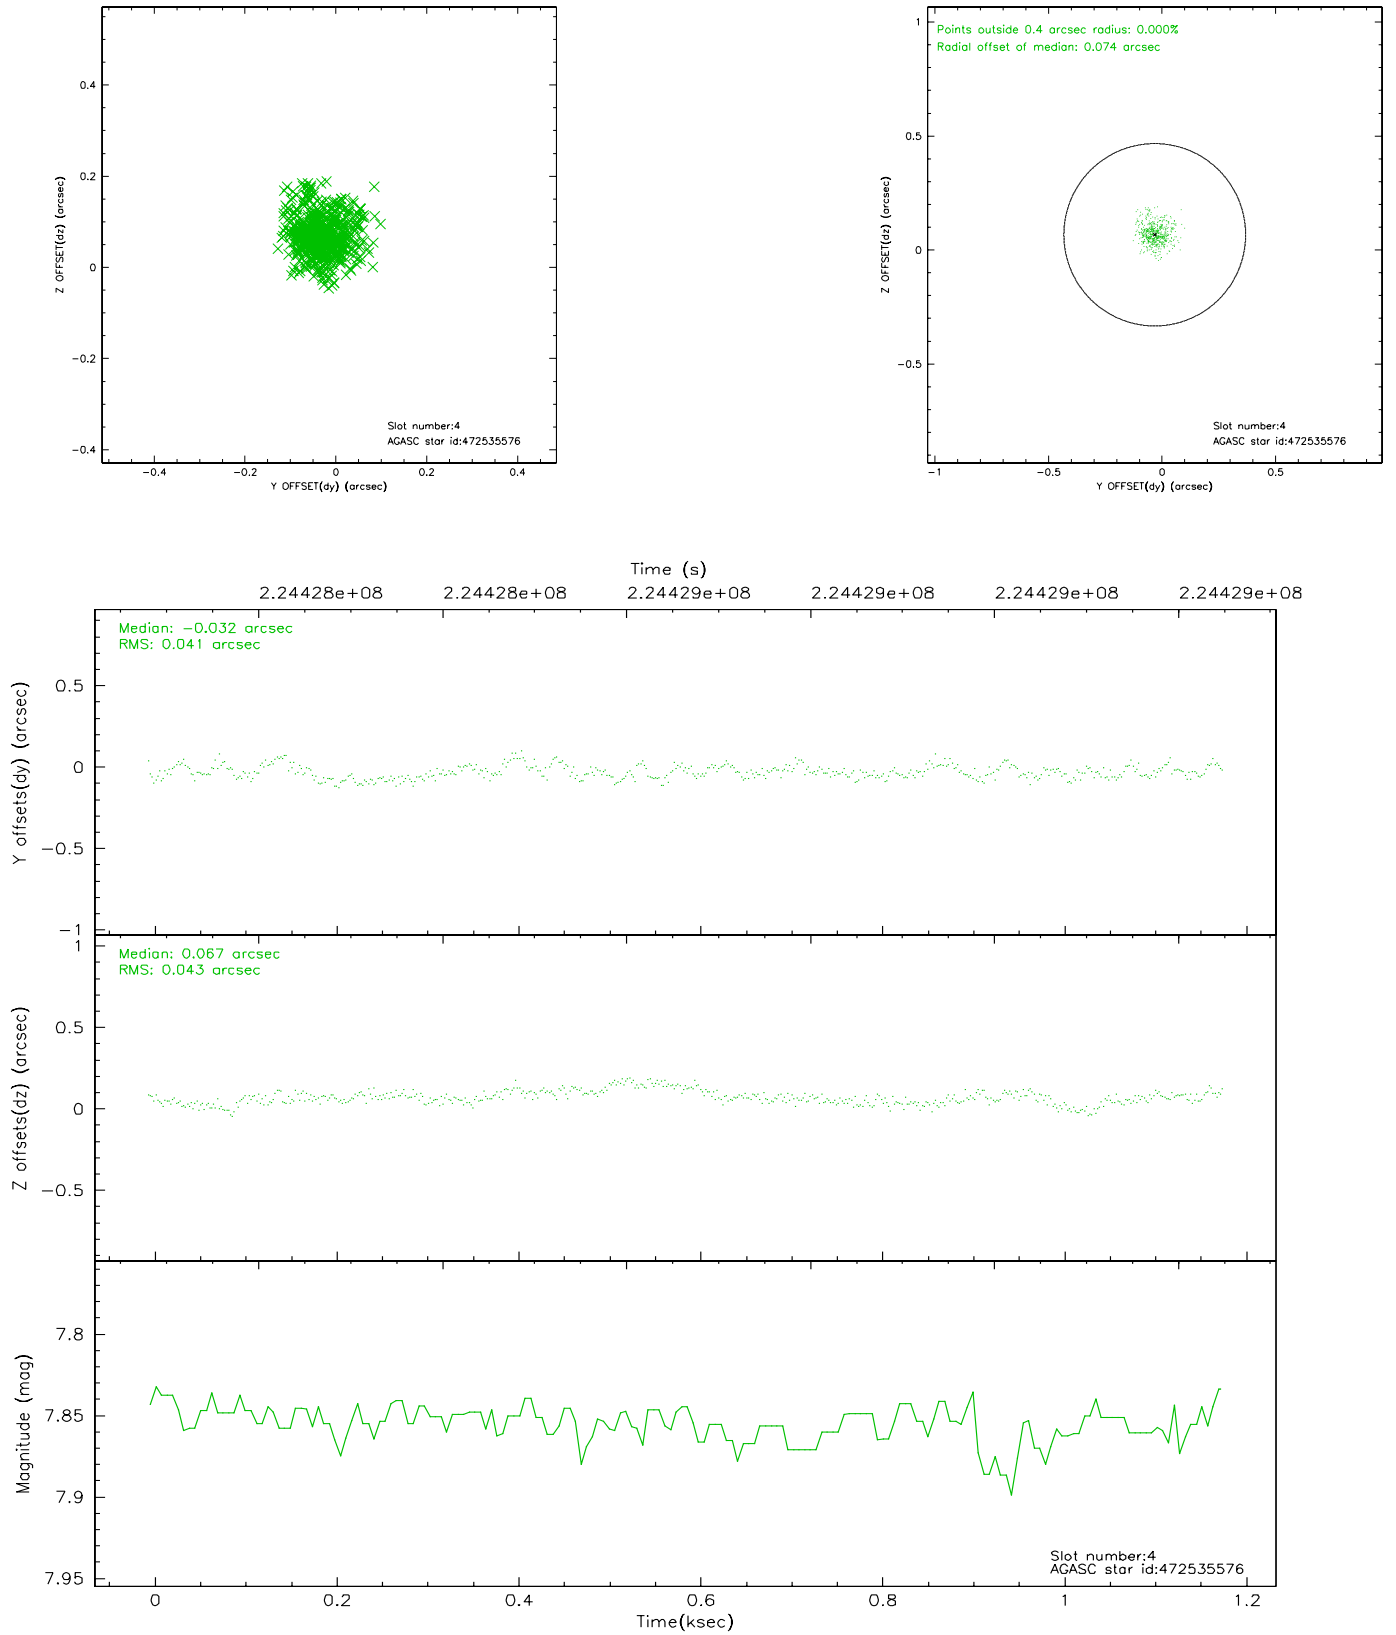 0.4
0.2
0
-0.2
-0.4
Z OFFSET(dz) (arcsec)
Slot number:4
AGASC star id:472535576
-0.4 -0.2 0 0.2 0.4
Y OFFSET(dy) (arcsec)
Points outside 0.4 arcsec radius: 0.000%
Radial offset of median: 0.074 arcsec
1
0.5
0
-0.5
Z OFFSET(dz) (arcsec)
Slot number:4
AGASC star id:472535576
-1 -0.5 0 0.5
Y OFFSET(dy) (arcsec)
Time (s)
2.24428e+08 2.24428e+08 2.24429e+08 2.24429e+08 2.24429e+08 2.24429e+08
Median: -0.032 arcsec
RMS: 0.041 arcsec
0.5
0
-0.5
-1
Y offsets(dy) (arcsec)
Median: 0.067 arcsec
RMS: 0.043 arcsec
1
0.5
0
-0.5
Z offsets(dz) (arcsec)
7.8
7.85
7.9
7.95
Magnitude (mag)
Slot number:4
AGASC star id:472535576
0 0.2 0.4 0.6 0.8 1 1.2
Time(ksec)